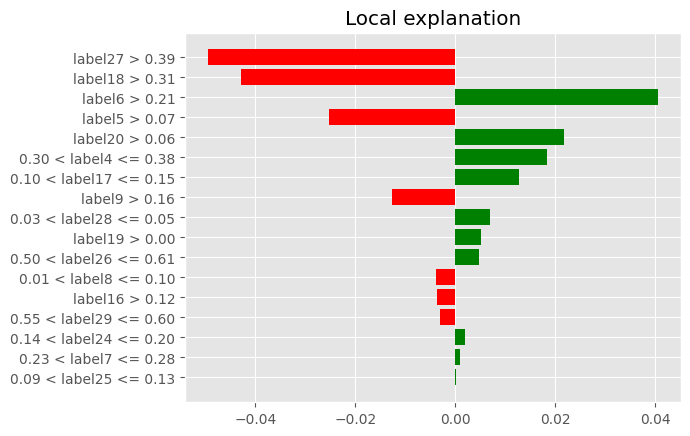 Local explanation
label27 > 0.39
label18 > 0.31
label6 > 0.21
label5 > 0.07
label20 > 0.06
0.30 < label4 <= 0.38
0.10 < label17 <= 0.15
label9 > 0.16
0.03 < label28 <= 0.05
label19 > 0.00
0.50 < label26 <= 0.61
0.01 < label8 <= 0.10
label16 > 0.12
0.55 < label29 <= 0.60
0.14 < label24 <= 0.20
0.23 < label7 <= 0.28
0.09 < label25 <= 0.13
−0.04 −0.02 0.00 0.02 0.04